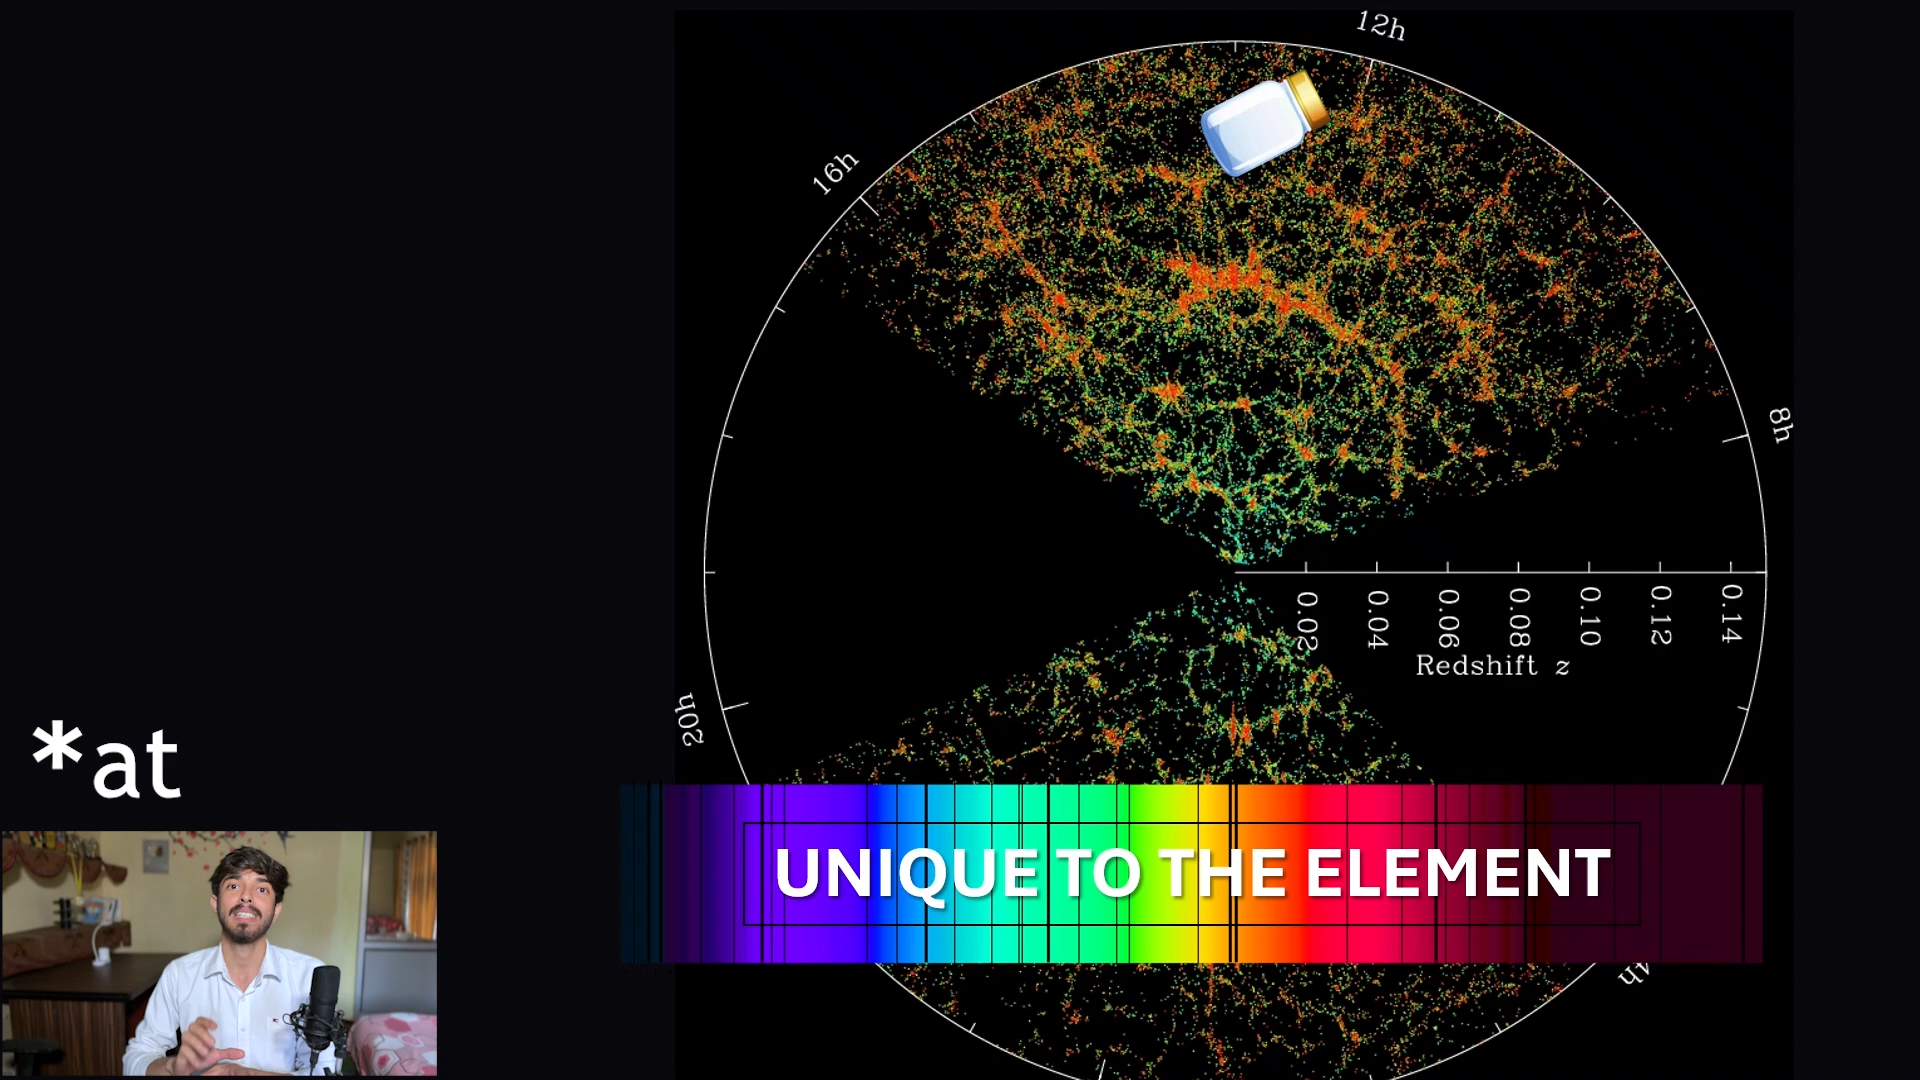 12h
16h
8h
0.02 0.04 0.06 0.08 0.10 0.12 0.14
Redshift z
20h
*at
UNIQUE TO THE ELEMENT
4h